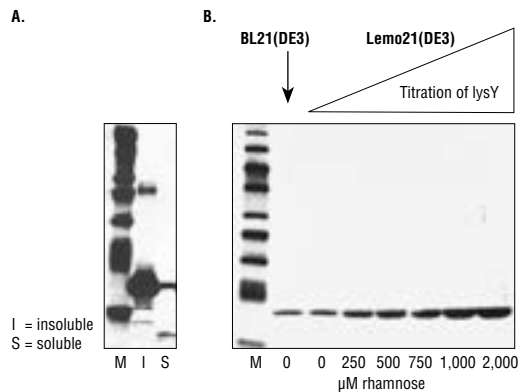 A.
B.
BL21(DE3)
Lemo21(DE3)
Titration of lysY
I = insoluble
S = soluble
M I S
M 0 0 250 500 750 1,000 2,000
µM rhamnose